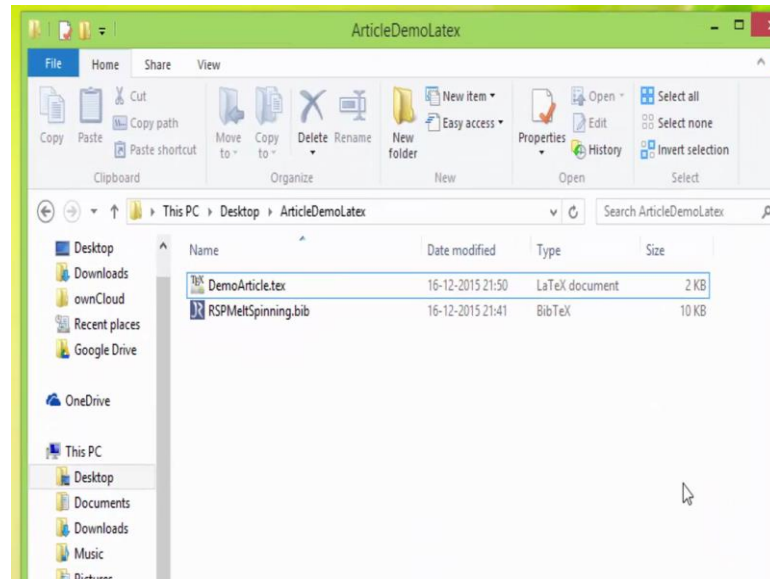 ArticleDemoLatex
File Home Share View
Copy
Paste
Cut
Copy path
Paste shortcut
Clipboard
Move to
Copy to
Delete
Rename
Organize
New folder
New item
Easy access
New
Properties
Open
Edit
History
Open
Select all
Select none
Invert selection
Select
This PC Desktop ArticleDemoLatex
Search ArticleDemoLatex
Desktop
Downloads
ownCloud
Recent places
Google Drive
OneDrive
This PC
Desktop
Documents
Downloads
Music
Pictures
Name Date modified Type Size
DemoArticle.tex 16-12-2015 21:50 LaTeX document 2 KB
RSPMeltSpinning.bib 16-12-2015 21:41 BibTeX 10 KB